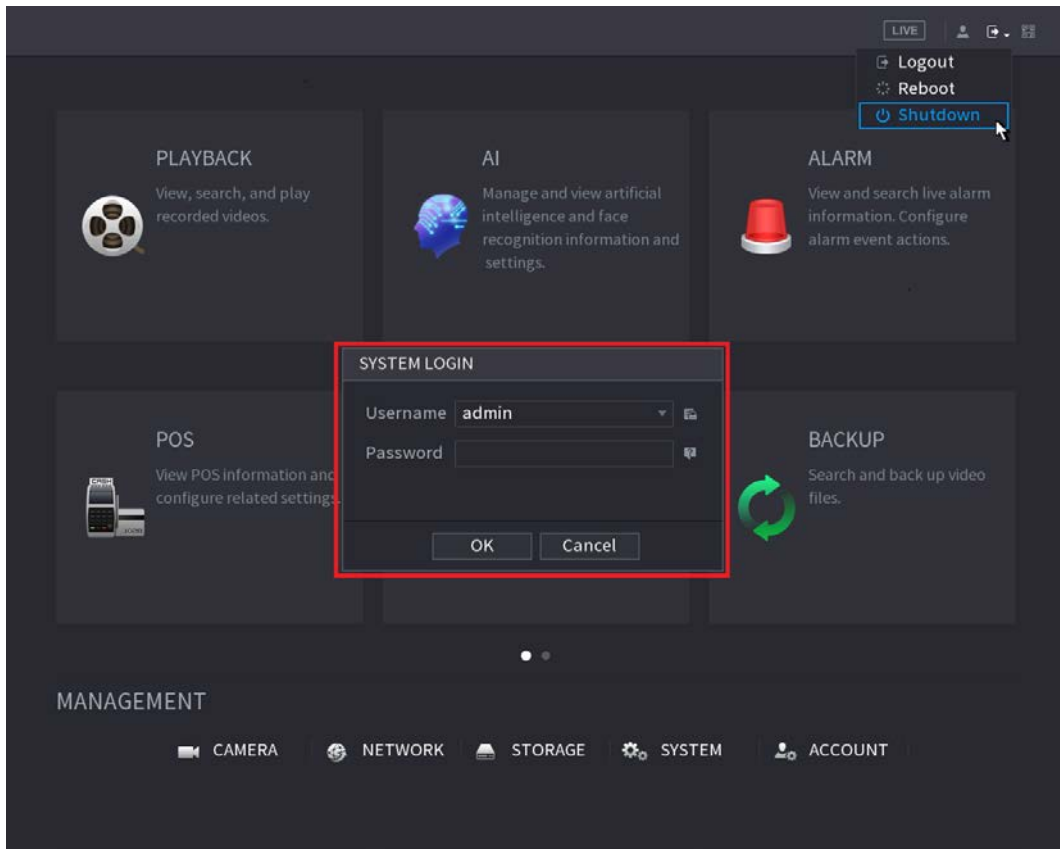 LIVE
Logout
Reboot
Shutdown
PLAYBACK
View, search, and play
recorded videos.
AI
Manage and view artificial
intelligence and face
recognition information and
settings.
ALARM
View and search live alarm
information. Configure
alarm event actions.
SYSTEM LOGIN
Username admin
Password
OK Cancel
POS
View POS information and
configure related settings.
BACKUP
Search and back up video
files.
MANAGEMENT
CAMERA NETWORK STORAGE SYSTEM ACCOUNT